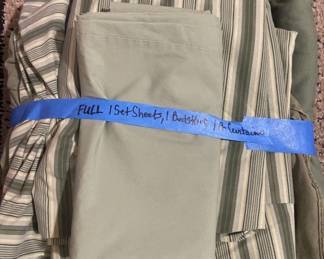 FULL 1 Set Sheets, 1 Bedskirt, 1 Pr Curtains